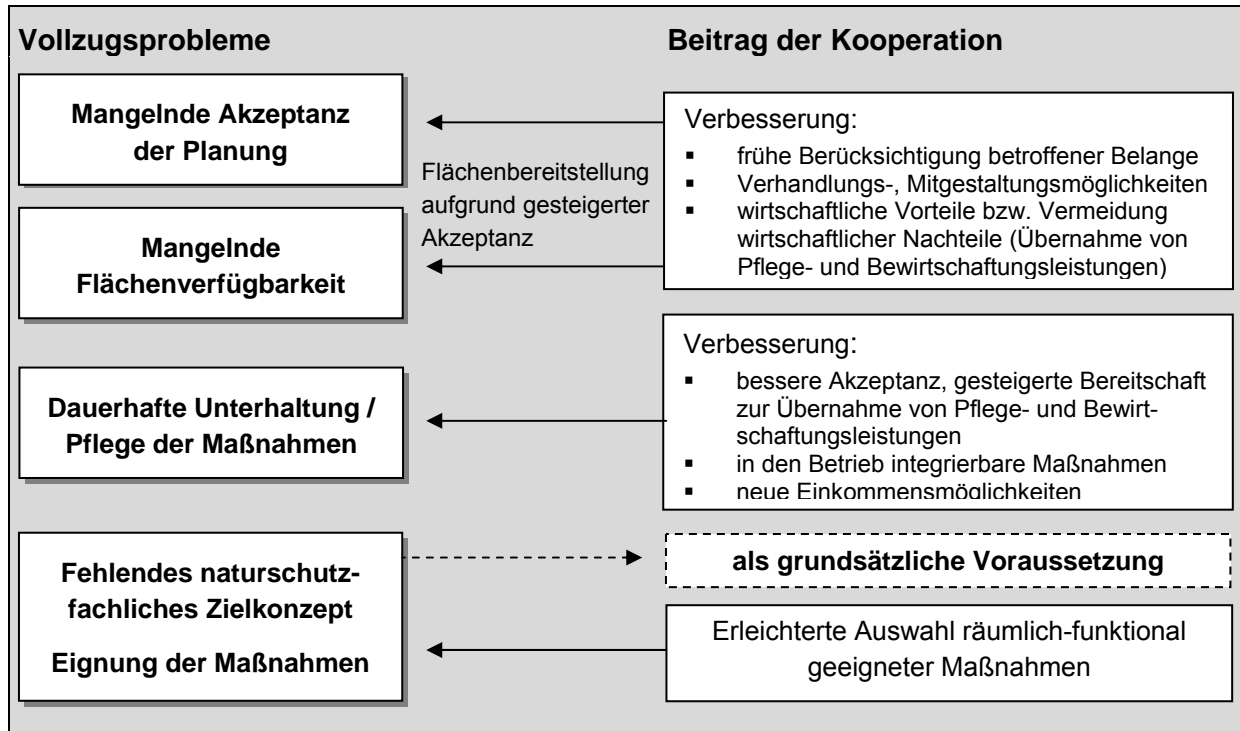 Vollzugsprobleme
Beitrag der Kooperation
Mangelnde Akzeptanz
der Planung
Mangelnde
Flächenverfügbarkeit
Flächenbereitstellung
aufgrund gesteigerter
Akzeptanz
Verbesserung:
▪ frühe Berücksichtigung betroffener Belange
▪ Verhandlungs-, Mitgestaltungsmöglichkeiten
▪ wirtschaftliche Vorteile bzw. Vermeidung
wirtschaftlicher Nachteile (Übernahme von
Pflege- und Bewirtschaftungsleistungen)
Dauerhafte Unterhaltung /
Pflege der Maßnahmen
Verbesserung:
▪ bessere Akzeptanz, gesteigerte Bereitschaft
zur Übernahme von Pflege- und Bewirt-
schaftungsleistungen
▪ in den Betrieb integrierbare Maßnahmen
▪ neue Einkommensmöglichkeiten
Fehlendes naturschutz-
fachliches Zielkonzept
Eignung der Maßnahmen
als grundsätzliche Voraussetzung
Erleichterte Auswahl räumlich-funktional
geeigneter Maßnahmen